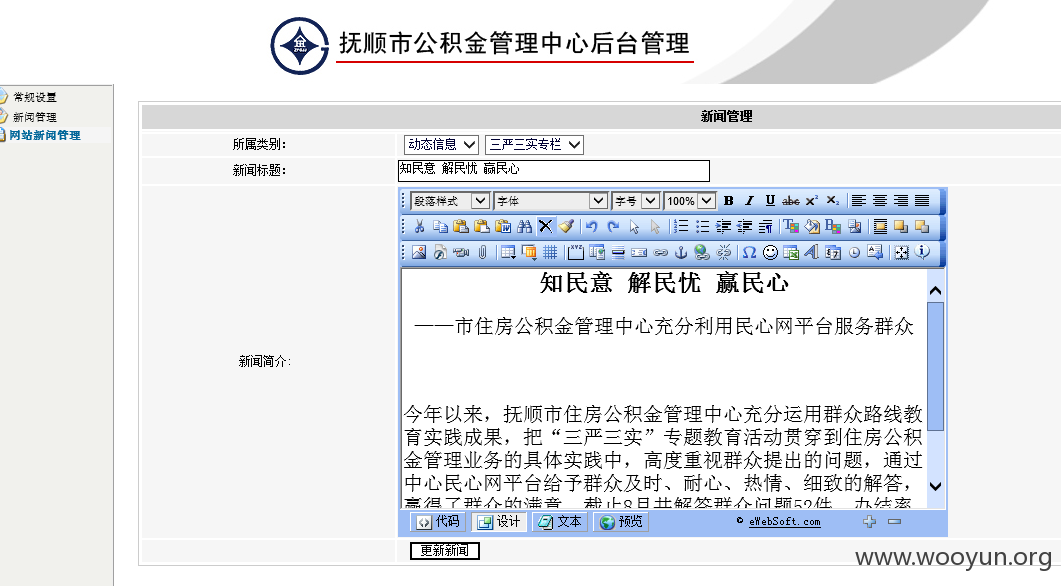 抚顺市公积金管理中心后台管理
常规设置
新闻管理
网站新闻管理
新闻管理
所属类别: 动态信息 三严三实专栏
新闻标题: 知民意 解民忧 赢民心
段落样式 字体 字号 100% B I U abc x² x₂
新闻简介:
知民意 解民忧 赢民心
——市住房公积金管理中心充分利用民心网平台服务群众
今年以来，抚顺市住房公积金管理中心充分运用群众路线教
育实践成果，把“三严三实”专题教育活动贯穿到住房公积
金管理业务的具体实践中，高度重视群众提出的问题，通过
中心民心网平台给予群众及时、耐心、热情、细致的解答，
赢得了群众的满意。截止8月共解答群众问题52件，办结率
代码 设计 文本 预览 © eWebSoft.com
更新新闻
www.wooyun.org